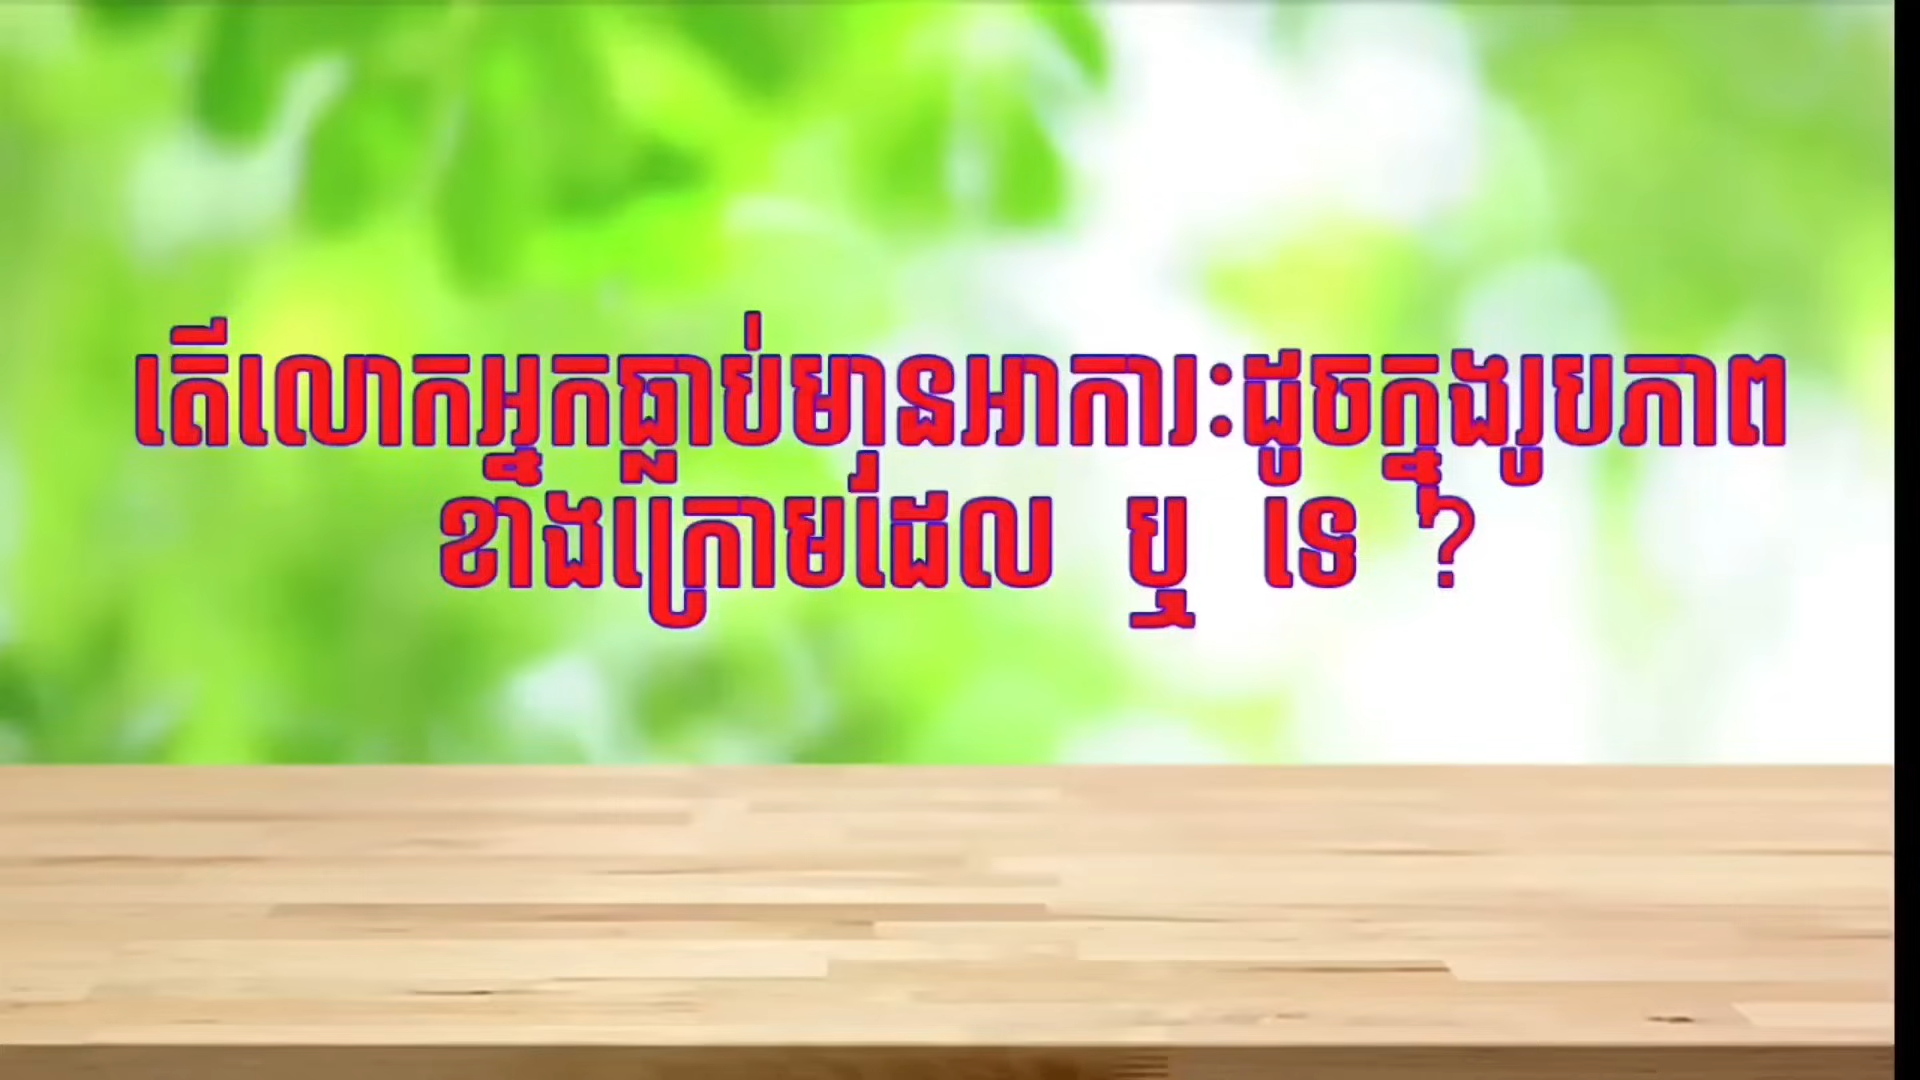 តើលោកអ្នកធ្លាប់មានអាការៈដូចក្នុងរូបភាព
ខាងក្រោមដែល ឬ ទេ ?